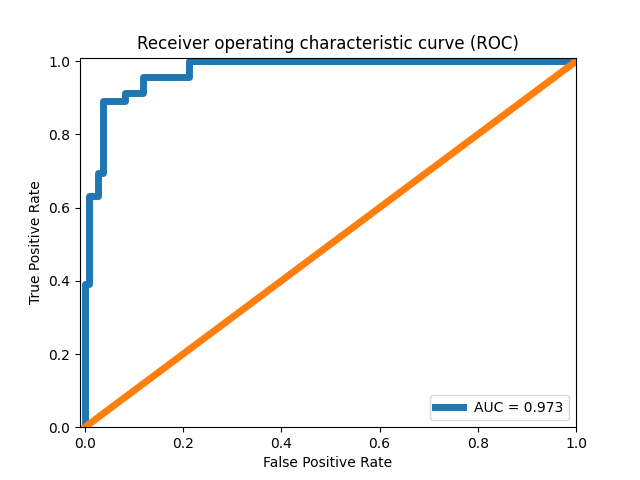 Receiver operating characteristic curve (ROC)
1.0
0.8
0.6
0.4
0.2
0.0
True Positive Rate
AUC = 0.973
0.0 0.2 0.4 0.6 0.8 1.0
False Positive Rate